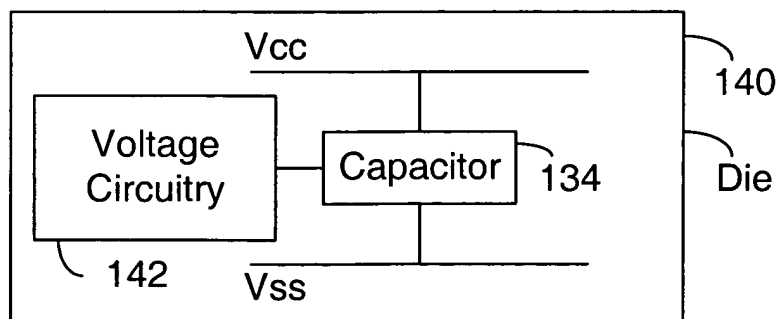 Vcc
140
Voltage
Circuitry
Capacitor
134
Die
142
Vss